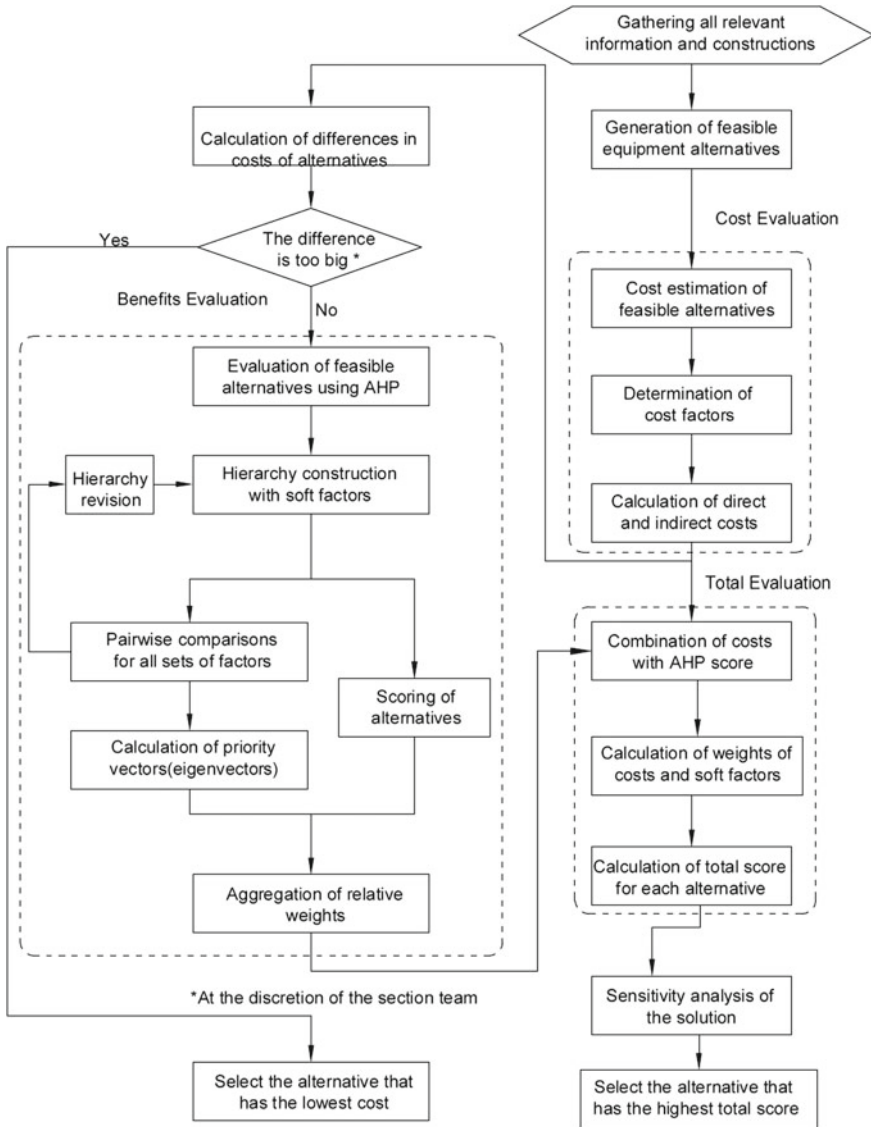 Gathering all relevant
information and constructions
Generation of feasible
equipment alternatives
Cost Evaluation
Cost estimation of
feasible alternatives
Determination of
cost factors
Calculation of direct
and indirect costs
Calculation of differences in
costs of alternatives
The difference
is too big *
Yes
No
Benefits Evaluation
Evaluation of feasible
alternatives using AHP
Hierarchy construction
with soft factors
Hierarchy
revision
Pairwise comparisons
for all sets of factors
Calculation of priority
vectors(eigenvectors)
Scoring of
alternatives
Aggregation of relative
weights
Total Evaluation
Combination of costs
with AHP score
Calculation of weights of
costs and soft factors
Calculation of total score
for each alternative
Sensitivity analysis of
the solution
Select the alternative that
has the highest total score
*At the discretion of the section team
Select the alternative that
has the lowest cost